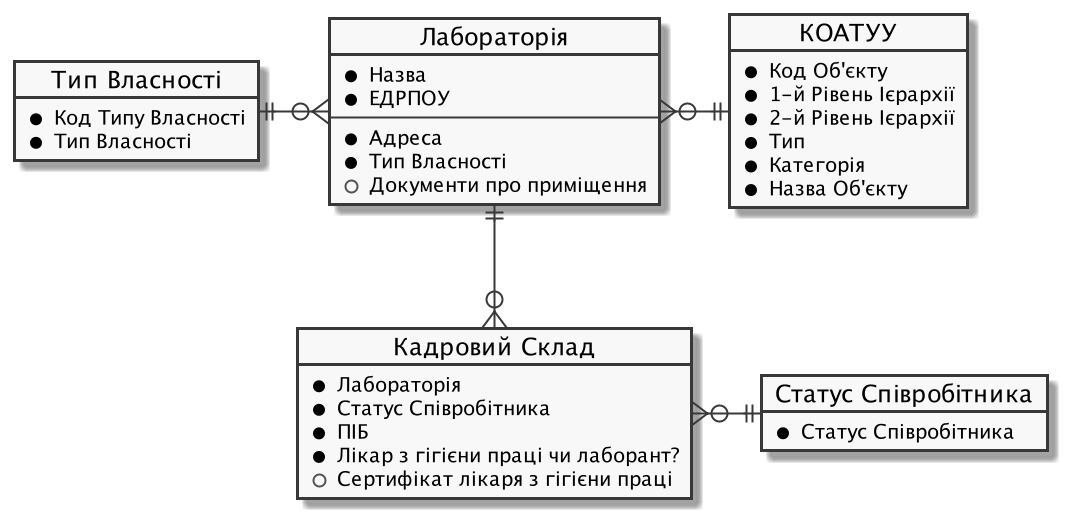 Тип Власності
Код Типу Власності
Тип Власності
Лабораторія
Назва
ЕДРПОУ
Адреса
Тип Власності
Документи про приміщення
КОАТУУ
Код Об'єкту
1-й Рівень Ієрархії
2-й Рівень Ієрархії
Тип
Категорія
Назва Об'єкту
Кадровий Склад
Лабораторія
Статус Співробітника
ПІБ
Лікар з гігієни праці чи лаборант?
Сертифікат лікаря з гігієни праці
Статус Співробітника
Статус Співробітника